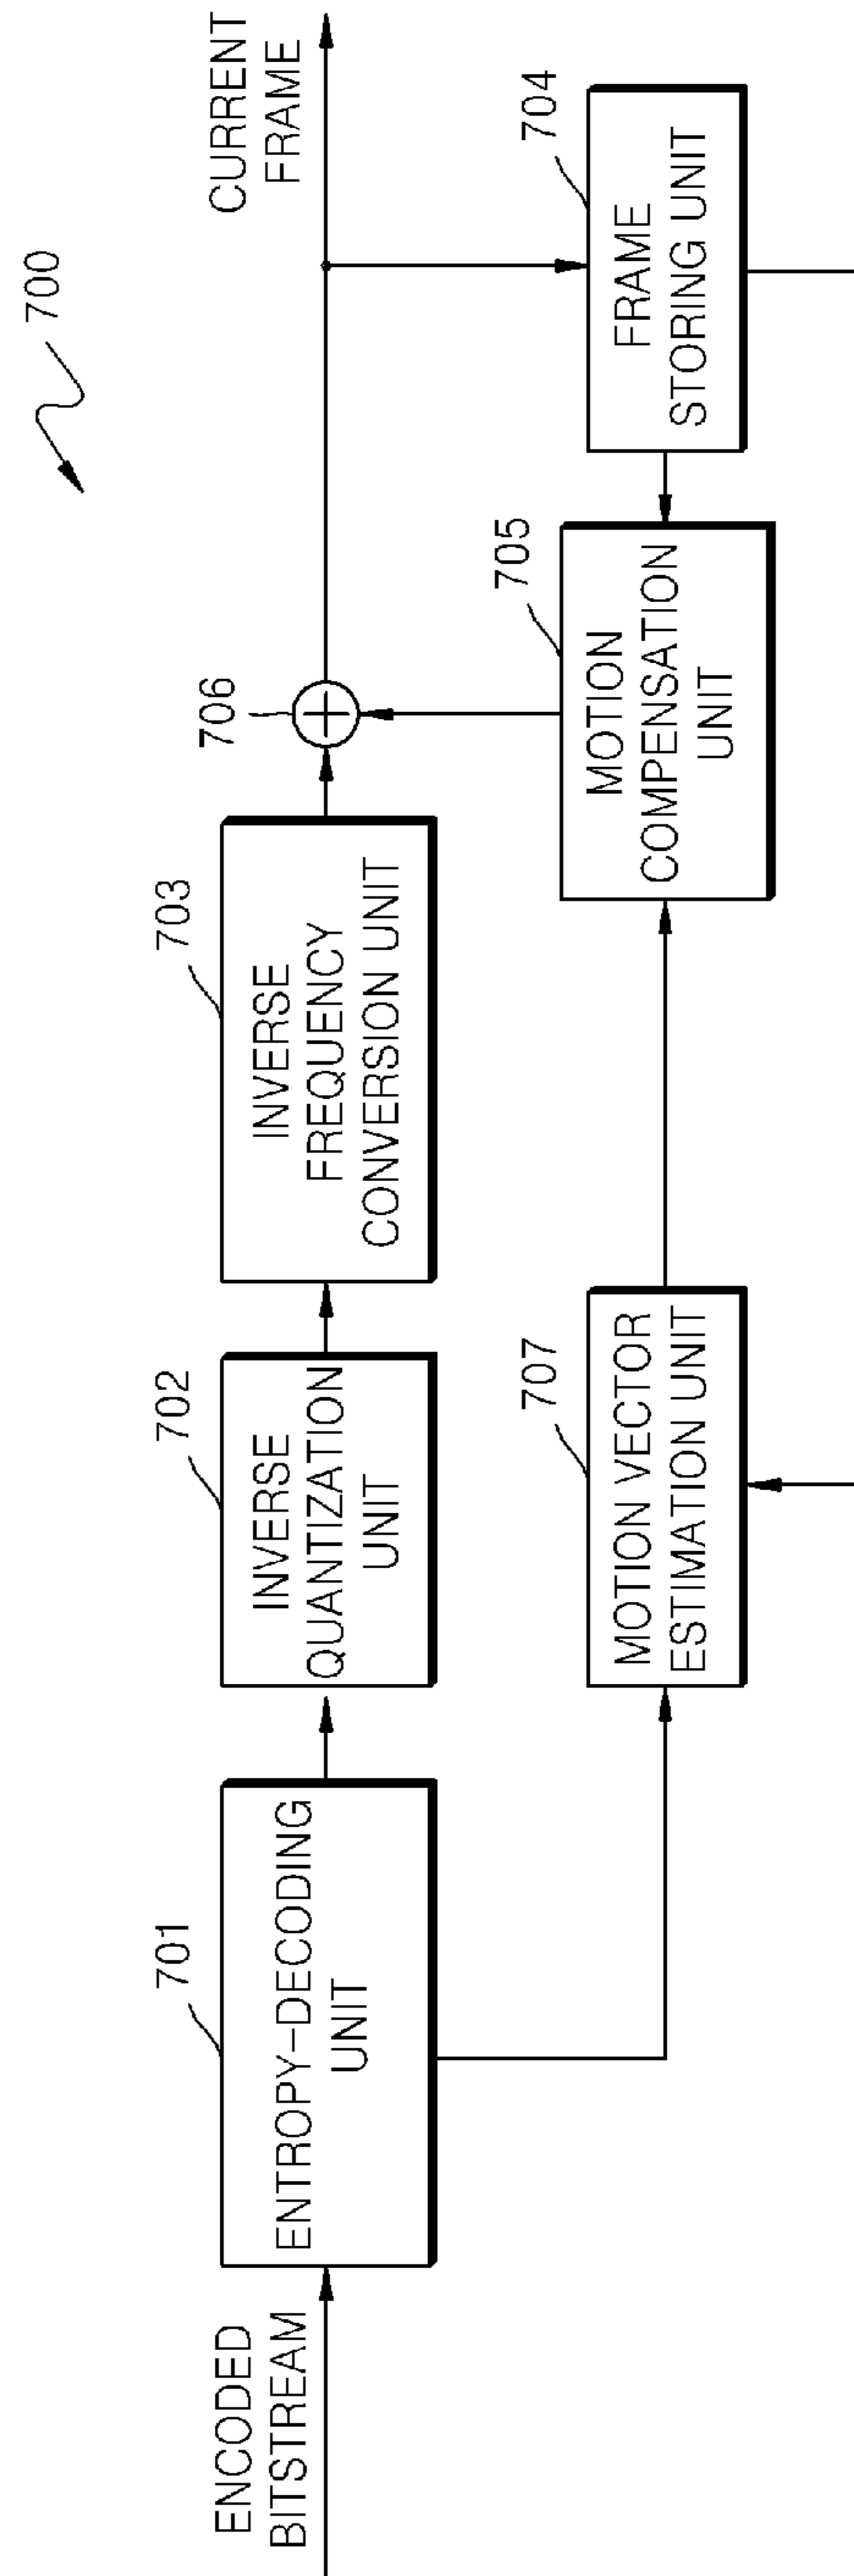 700
ENCODED
BITSTREAM
701
ENTROPY-DECODING
UNIT
702
INVERSE
QUANTIZATION
UNIT
703
INVERSE
FREQUENCY
CONVERSION UNIT
706
CURRENT
FRAME
707
MOTION VECTOR
ESTIMATION UNIT
705
MOTION
COMPENSATION
UNIT
704
FRAME
STORING UNIT